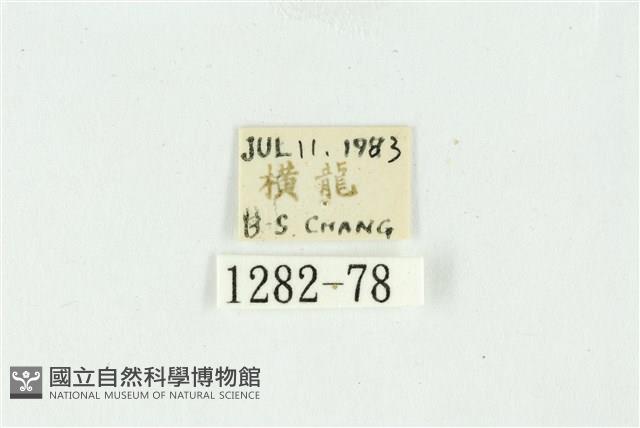 JUL 11. 1983
橫龍
B-S. CHANG
1282-78
國立自然科學博物館
NATIONAL MUSEUM OF NATURAL SCIENCE